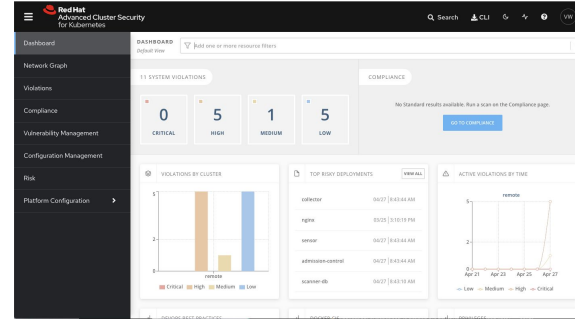 Red Hat
Advanced Cluster Security
for Kubernetes
Search
CLI
VW
Dashboard
Network Graph
Violations
Compliance
Vulnerability Management
Configuration Management
Risk
Platform Configuration
DASHBOARD
Default View
Add one or more resource filters
11 SYSTEM VIOLATIONS
0
CRITICAL
5
HIGH
1
MEDIUM
5
LOW
COMPLIANCE
No Standard results available. Run a scan on the Compliance page.
GO TO COMPLIANCE
VIOLATIONS BY CLUSTER
5
2
0
remote
Critical High Medium Low
TOP RISKY DEPLOYMENTS
VIEW ALL
collector 04/27 | 8:43:44 AM
nginx 03/25 | 3:10:19 PM
sensor 04/27 | 8:43:44 AM
admission-control 04/27 | 8:43:44 AM
scanner-db 04/27 | 8:43:10 AM
ACTIVE VIOLATIONS BY TIME
remote
5
2
0
Apr 21 Apr 23 Apr 25 Apr 27
Low Medium High Critical